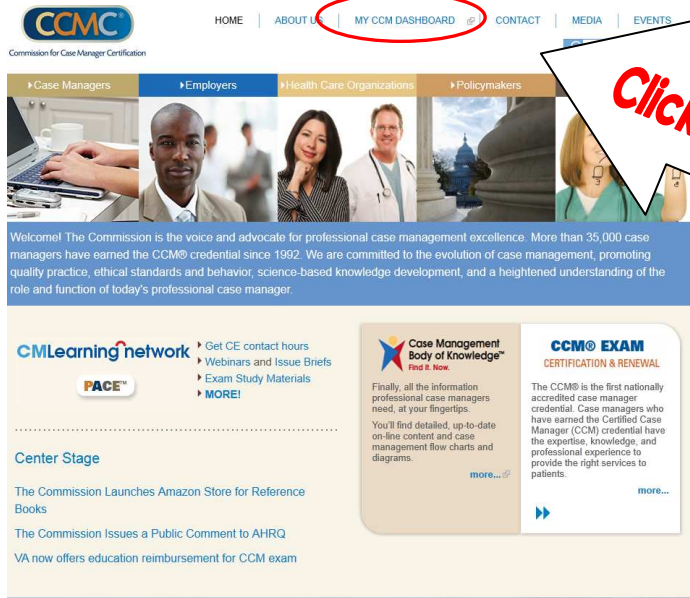 CCMC®
Commission for Case Manager Certification
HOME
ABOUT US
MY CCM DASHBOARD
CONTACT
MEDIA
EVENTS
Case Managers
Employers
Health Care Organizations
Policymakers
Welcome! The Commission is the voice and advocate for professional case management excellence. More than 35,000 case
managers have earned the CCM® credential since 1992. We are committed to the evolution of case management, promoting
quality practice, ethical standards and behavior, science-based knowledge development, and a heightened understanding of the
role and function of today's professional case manager.
CMLearning network
PACE™
Get CE contact hours
Webinars and Issue Briefs
Exam Study Materials
MORE!
Center Stage
The Commission Launches Amazon Store for Reference
Books
The Commission Issues a Public Comment to AHRQ
VA now offers education reimbursement for CCM exam
Case Management
Body of Knowledge™
Find It. Now.
Finally, all the information
professional case managers
need, at your fingertips.
You'll find detailed, up-to-date
on-line content and case
management flow charts and
diagrams.
more...
CCM® EXAM
CERTIFICATION & RENEWAL
The CCM® is the first nationally
accredited case manager
credential. Case managers who
have earned the Certified Case
Manager (CCM) credential have
the expertise, knowledge, and
professional experience to
provide the right services to
patients.
more...